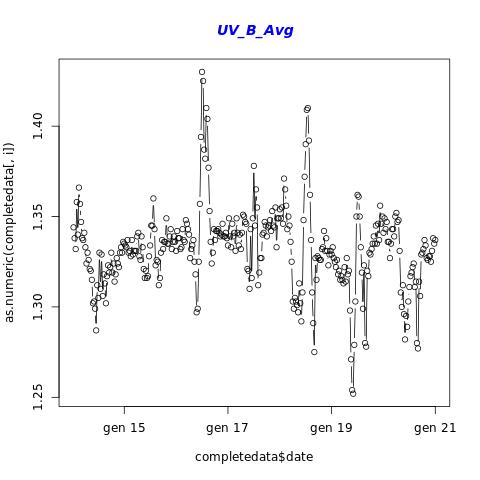 UV_B_Avg
as.numeric(completedata[, i])
1.40
1.35
1.30
1.25
gen 15
gen 17
gen 19
gen 21
completedata$date